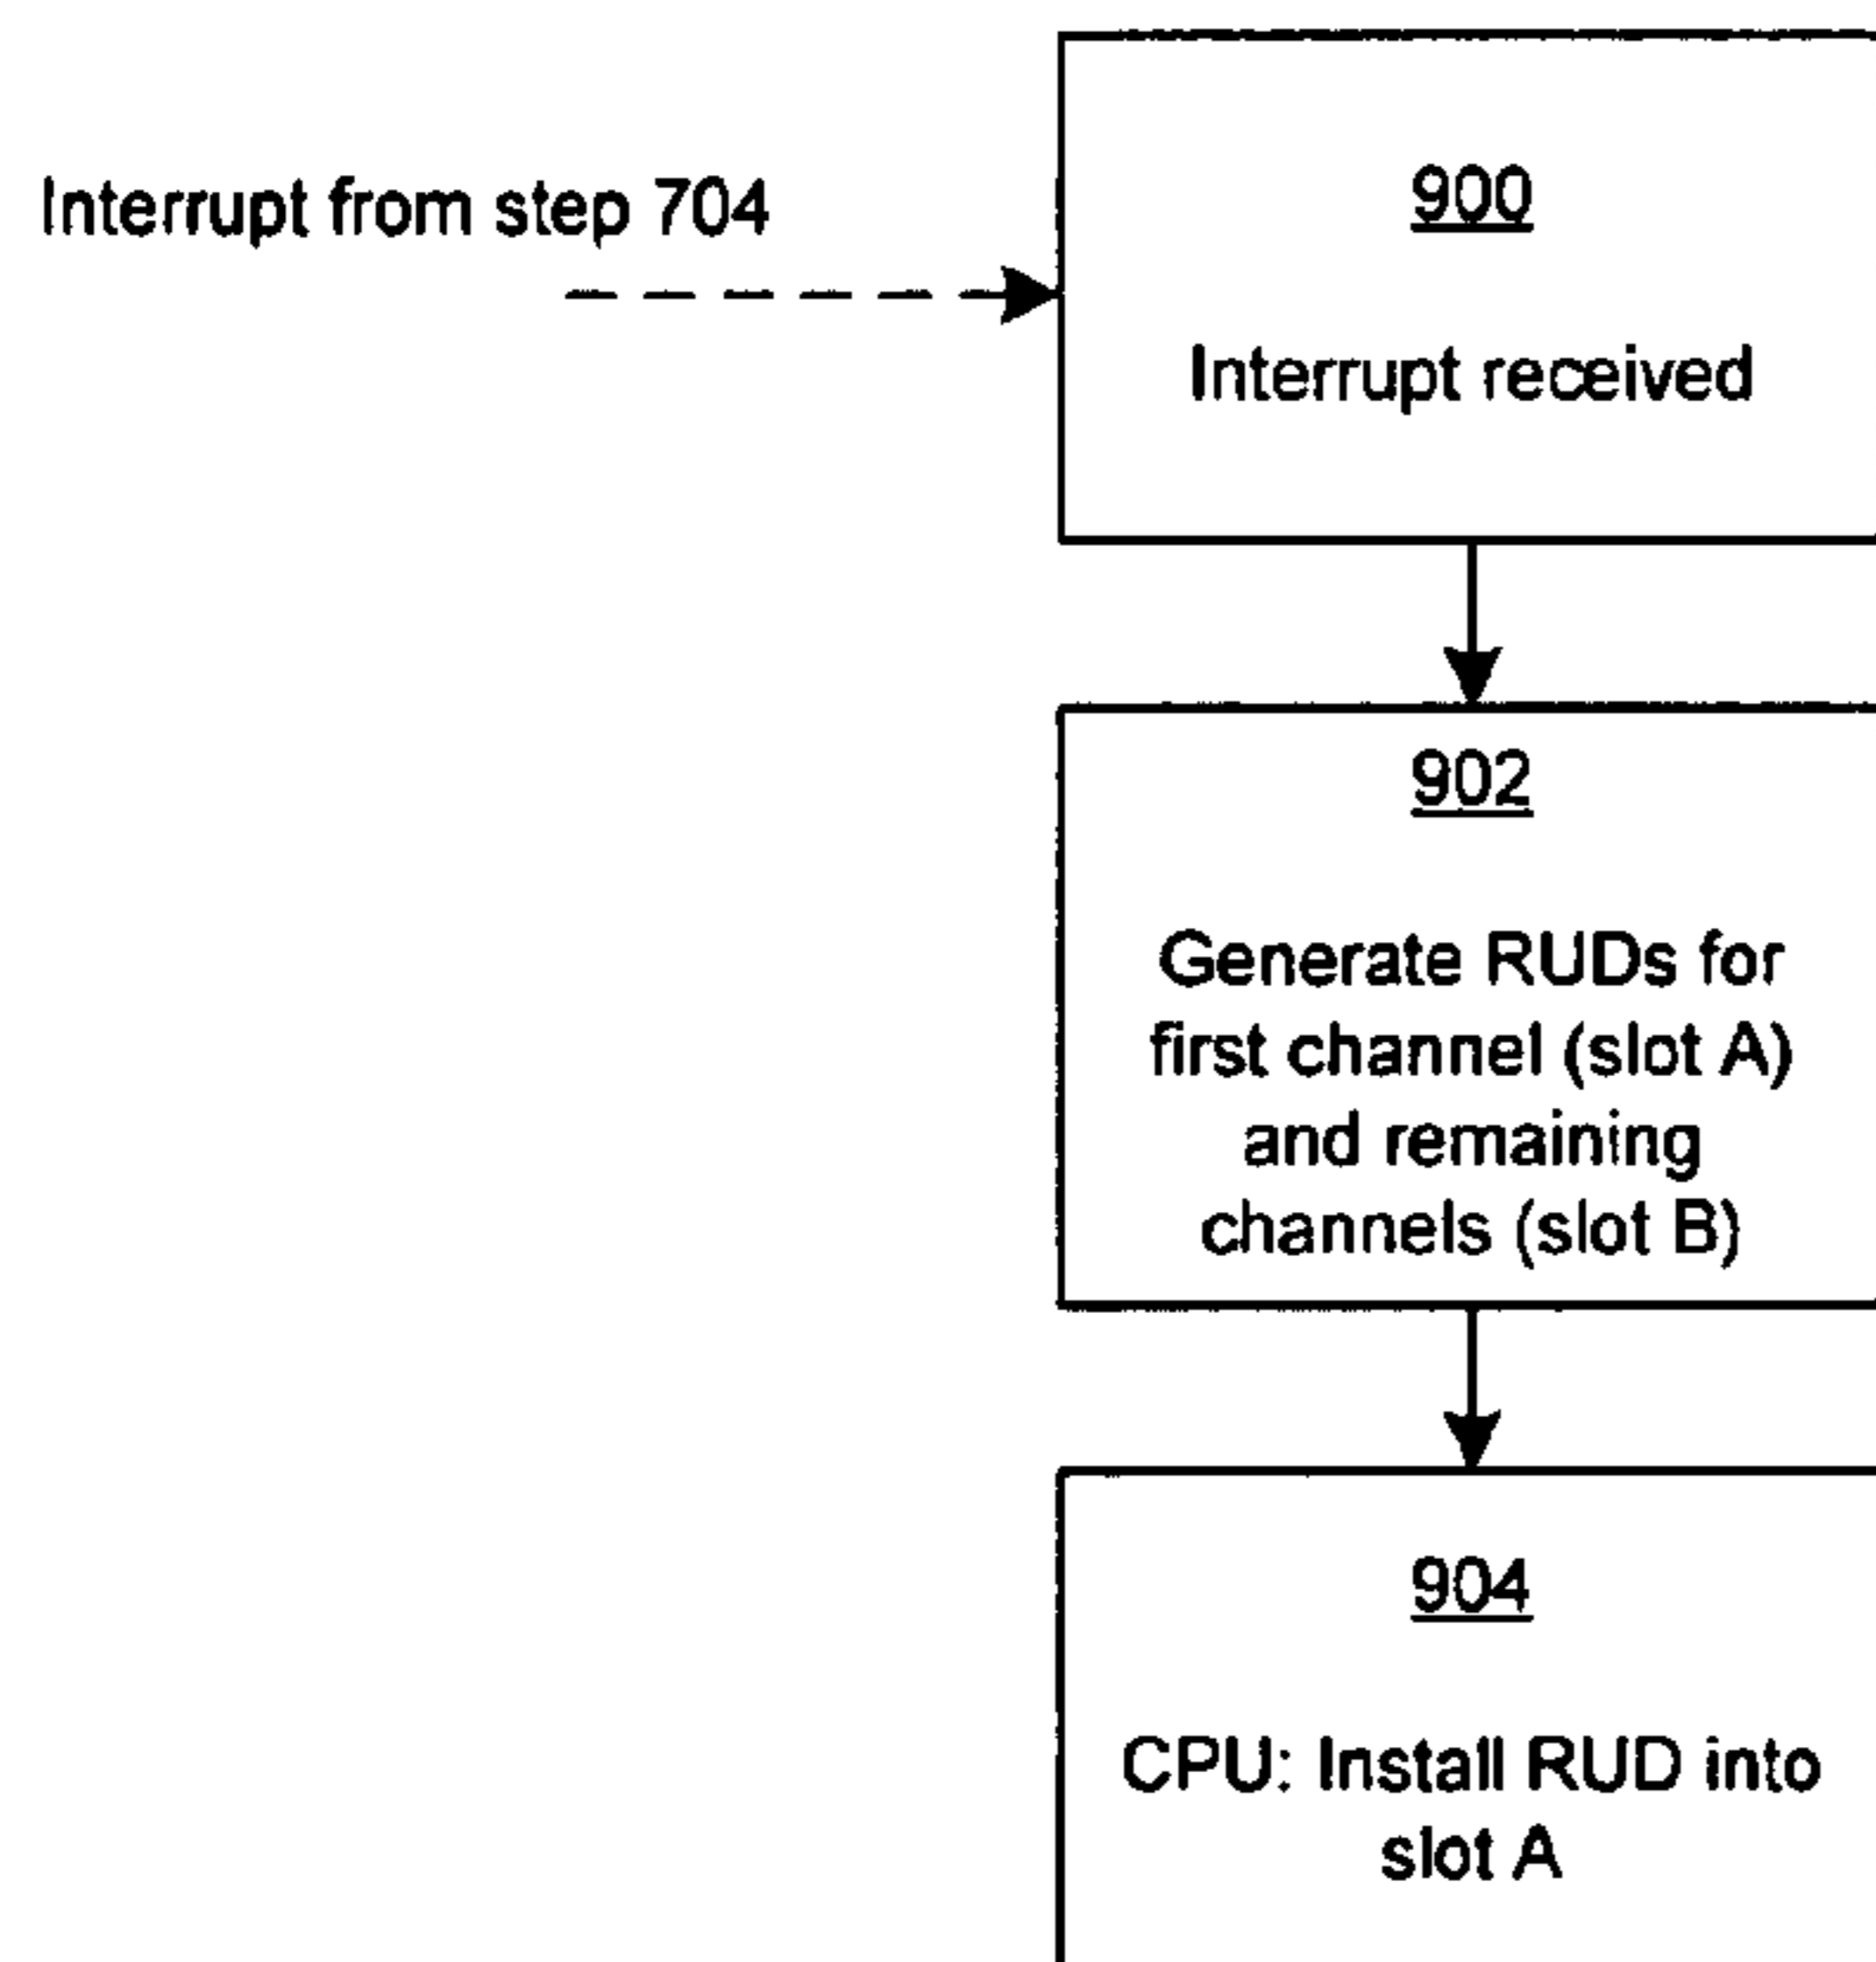 Interrupt from step 704
900
Interrupt received
902
Generate RUDs for
first channel (slot A)
and remaining
channels (slot B)
904
CPU: Install RUD into
slot A